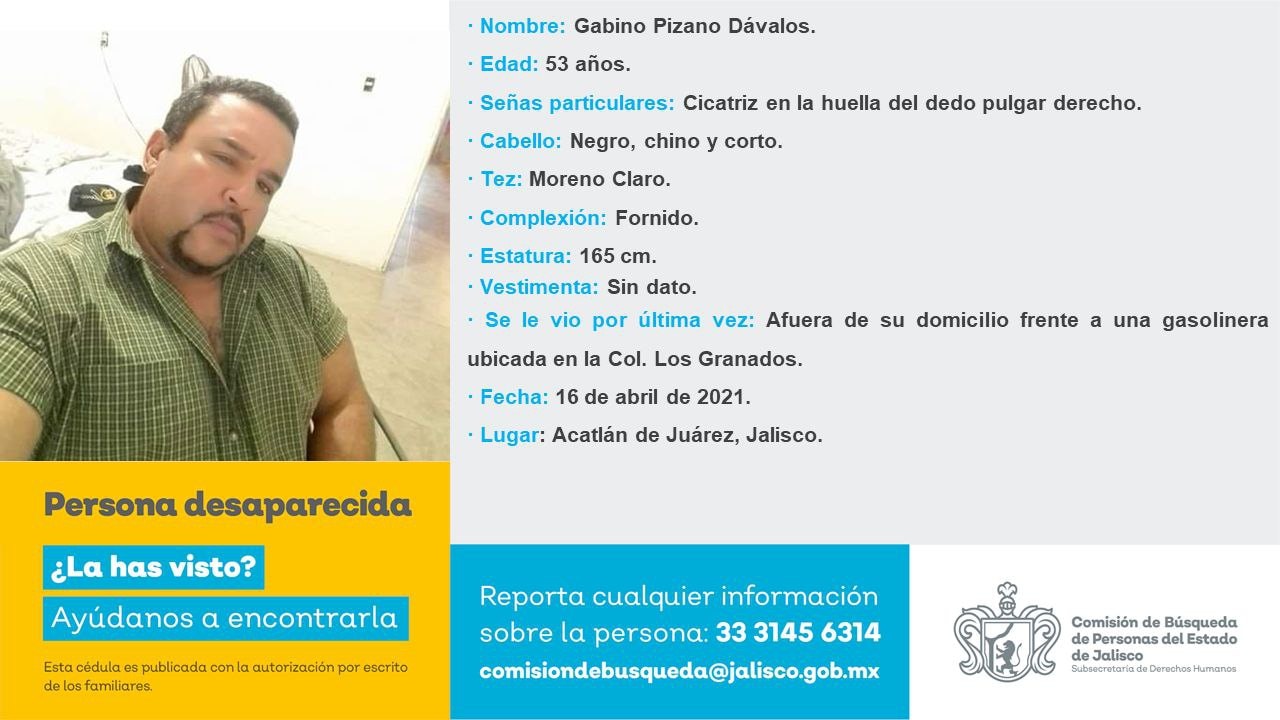 · Nombre: Gabino Pizano Dávalos.
· Edad: 53 años.
· Señas particulares: Cicatriz en la huella del dedo pulgar derecho.
· Cabello: Negro, chino y corto.
· Tez: Moreno Claro.
· Complexión: Fornido.
· Estatura: 165 cm.
· Vestimenta: Sin dato.
· Se le vio por última vez: Afuera de su domicilio frente a una gasolinera
ubicada en la Col. Los Granados.
· Fecha: 16 de abril de 2021.
· Lugar: Acatlán de Juárez, Jalisco.
Persona desaparecida
¿La has visto?
Ayúdanos a encontrarla
Esta cédula es publicada con la autorización por escrito
de los familiares.
Reporta cualquier información
sobre la persona: 33 3145 6314
comisiondebusqueda@jalisco.gob.mx
Comisión de Búsqueda
de Personas del Estado
de Jalisco
Subsecretaría de Derechos Humanos